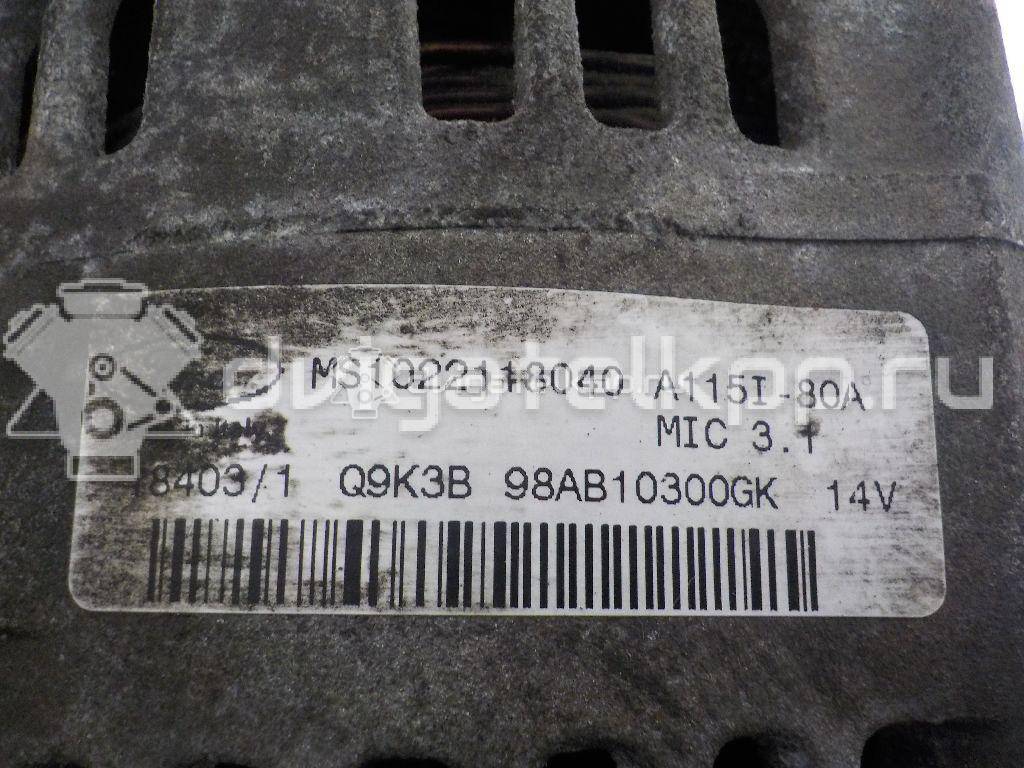 dvigatelkpp.ru
MS1022118040 A115I-80A
MIC 3.1
18403/1 Q9K3B 98AB10300GK 14V